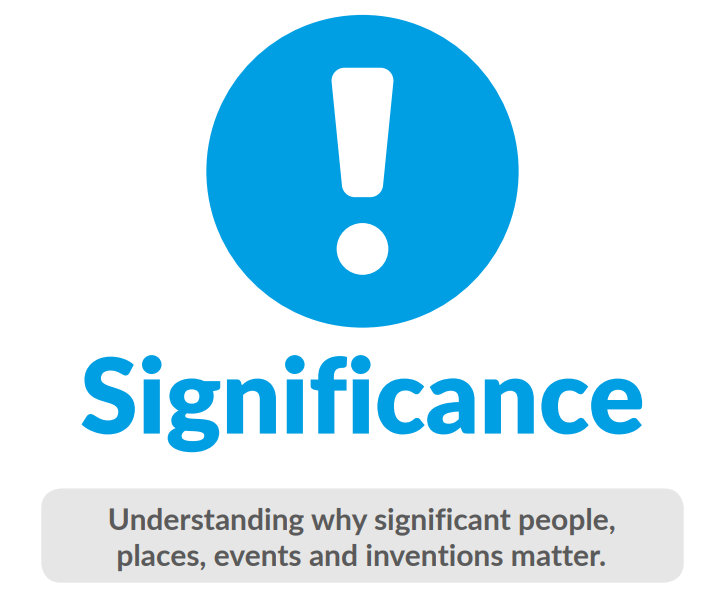 !
Significance
Understanding why significant people,
places, events and inventions matter.